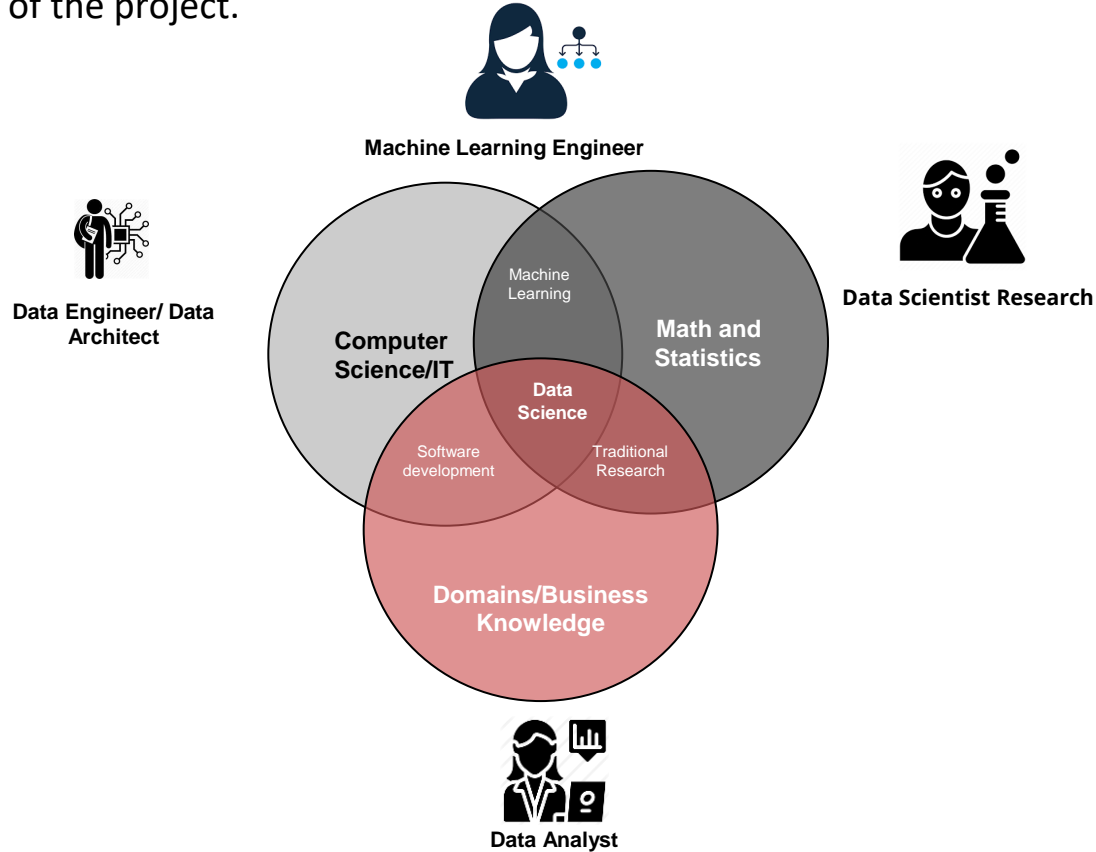 of the project.
Machine Learning Engineer
Data Engineer/ Data
Architect
Data Scientist Research
Machine
Learning
Computer
Science/IT
Math and
Statistics
Data
Science
Software
development
Traditional
Research
Domains/Business
Knowledge
Data Analyst